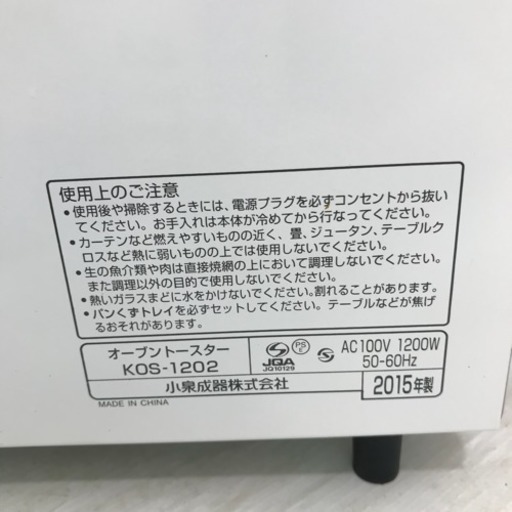 使用上のご注意
●使用後や掃除するときには、電源プラグを必ずコンセントから抜い
てください。お手入れは本体が冷めてから行なってください。
●カーテンなど燃えやすいものの近く、畳、ジュータン、テーブルク
ロスなど熱に弱いものの上では使用しないでください。
●生の魚介類や肉は直接焼網の上において調理しないでください。
また調理以外の目的で使用しないでください。
●熱いガラスまどに水をかけないでください。割れることがあります。
●パンくずトレイを必ずセットしてください。テーブルなどが焦げ
るおそれがあります。
オーブントースター
KOS-1202
JQA
JQ10129
PS
E
AC100V 1200W
50-60Hz
小泉成器株式会社
2015年製
MADE IN CHINA